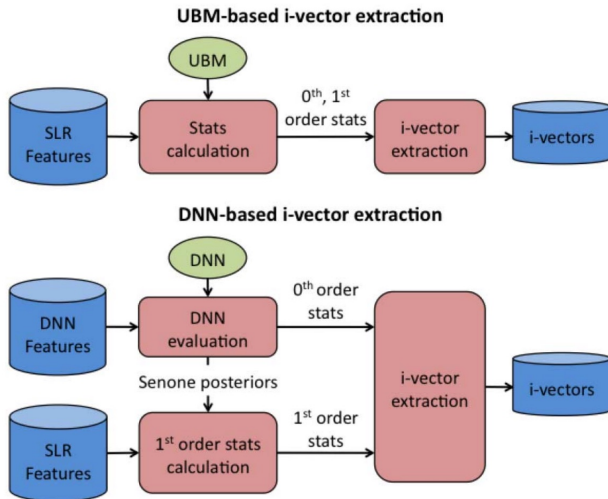 UBM-based i-vector extraction
UBM
0th, 1st
order stats
SLR
Features
Stats
calculation
i-vector
extraction
i-vectors
DNN-based i-vector extraction
DNN
0th order
stats
DNN
Features
DNN
evaluation
Senone posteriors
i-vector
extraction
i-vectors
1st order
stats
SLR
Features
1st order stats
calculation